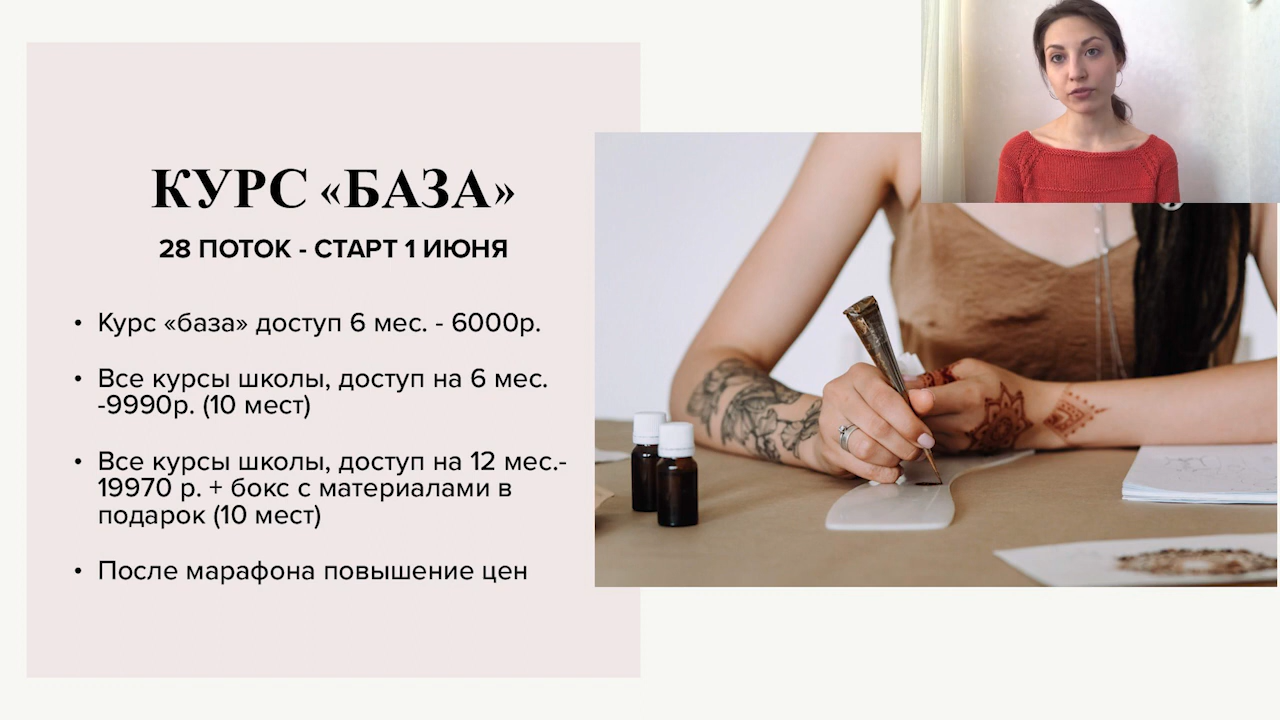 КУРС «БАЗА»
28 ПОТОК - СТАРТ 1 ИЮНЯ
• Курс «база» доступ 6 мес. - 6000р.
• Все курсы школы, доступ на 6 мес.
-9990р. (10 мест)
• Все курсы школы, доступ на 12 мес.-
19970 р. + бокс с материалами в
подарок (10 мест)
• После марафона повышение цен